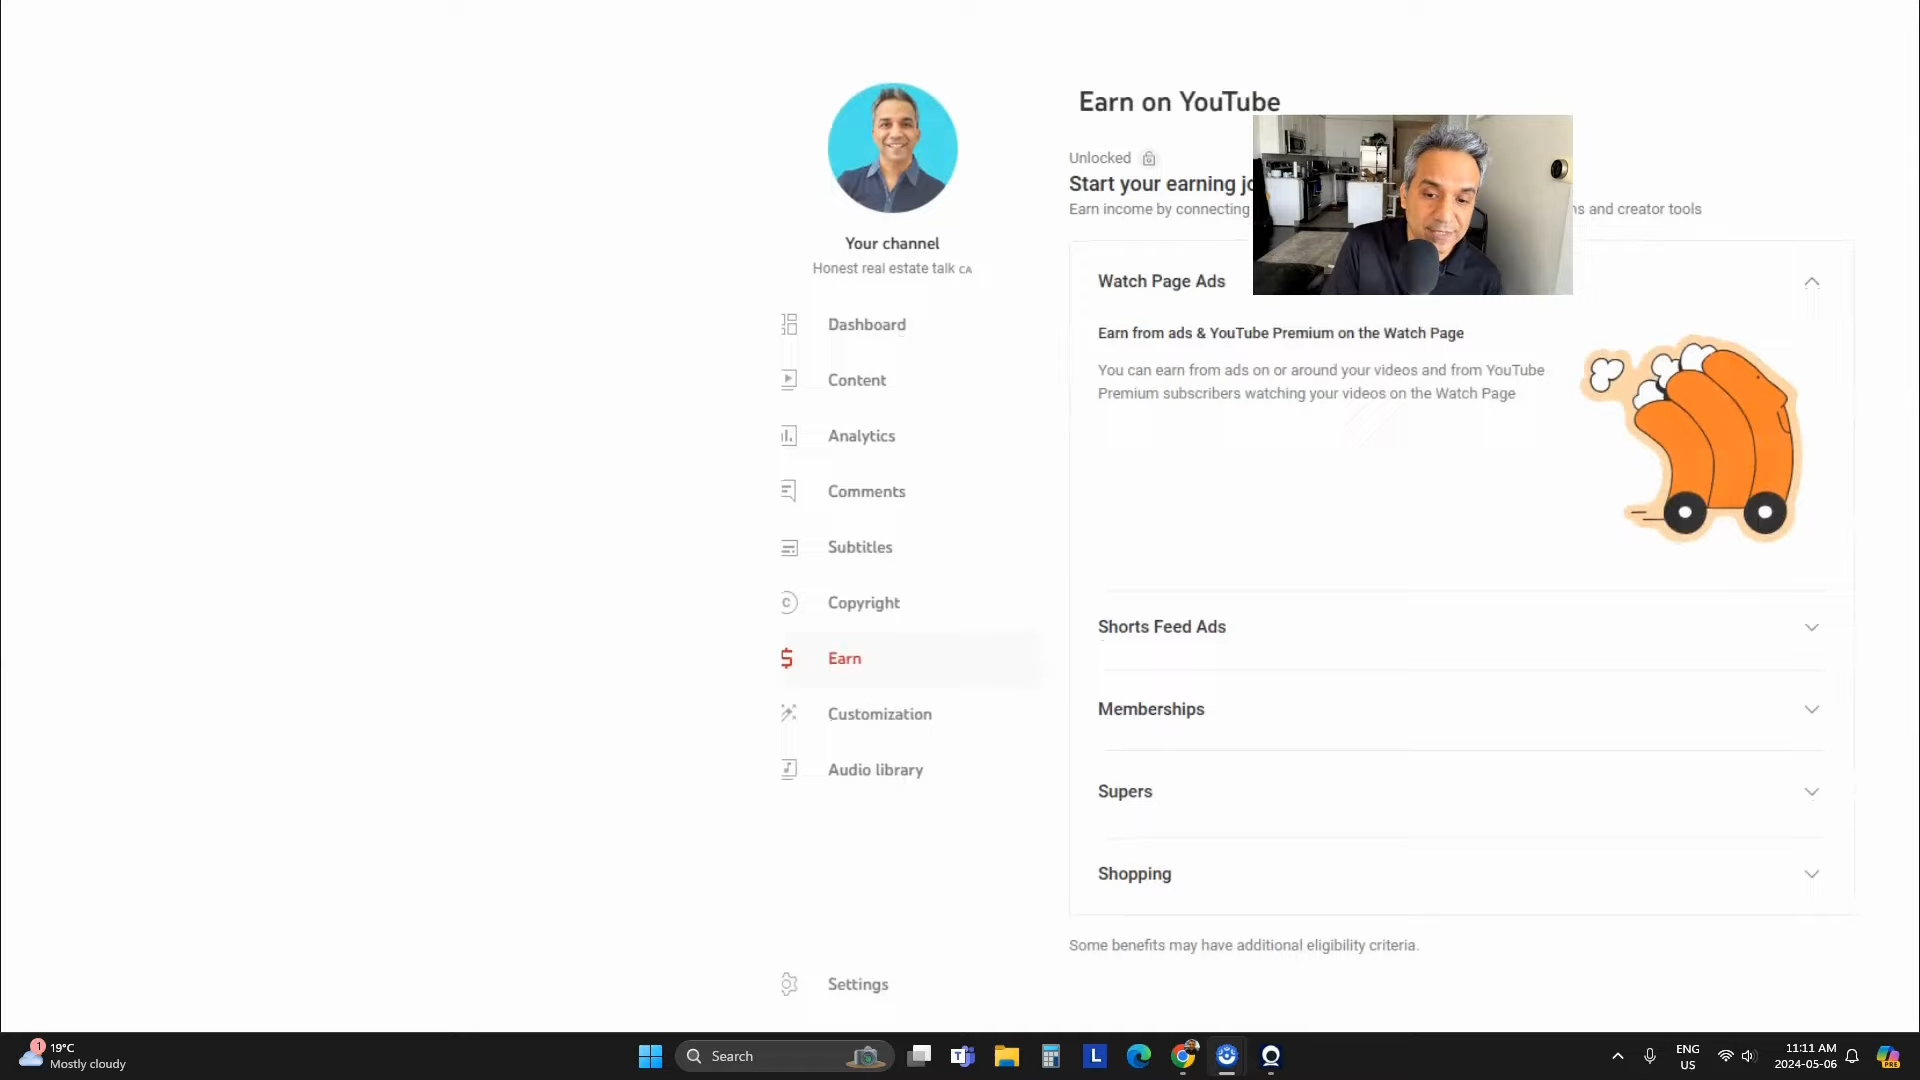 Earn on YouTube
Unlocked
Start your earning jo
Earn income by connecting
ns and creator tools
Your channel
Honest real estate talk CA
Dashboard
Content
Analytics
Comments
Subtitles
Copyright
Earn
Customization
Audio library
Settings
Watch Page Ads
Earn from ads & YouTube Premium on the Watch Page
You can earn from ads on or around your videos and from YouTube
Premium subscribers watching your videos on the Watch Page
Shorts Feed Ads
Memberships
Supers
Shopping
Some benefits may have additional eligibility criteria.
1
19°C
Mostly cloudy
Search
T
L
ENG
US
11:11 AM
2024-05-06
PRE